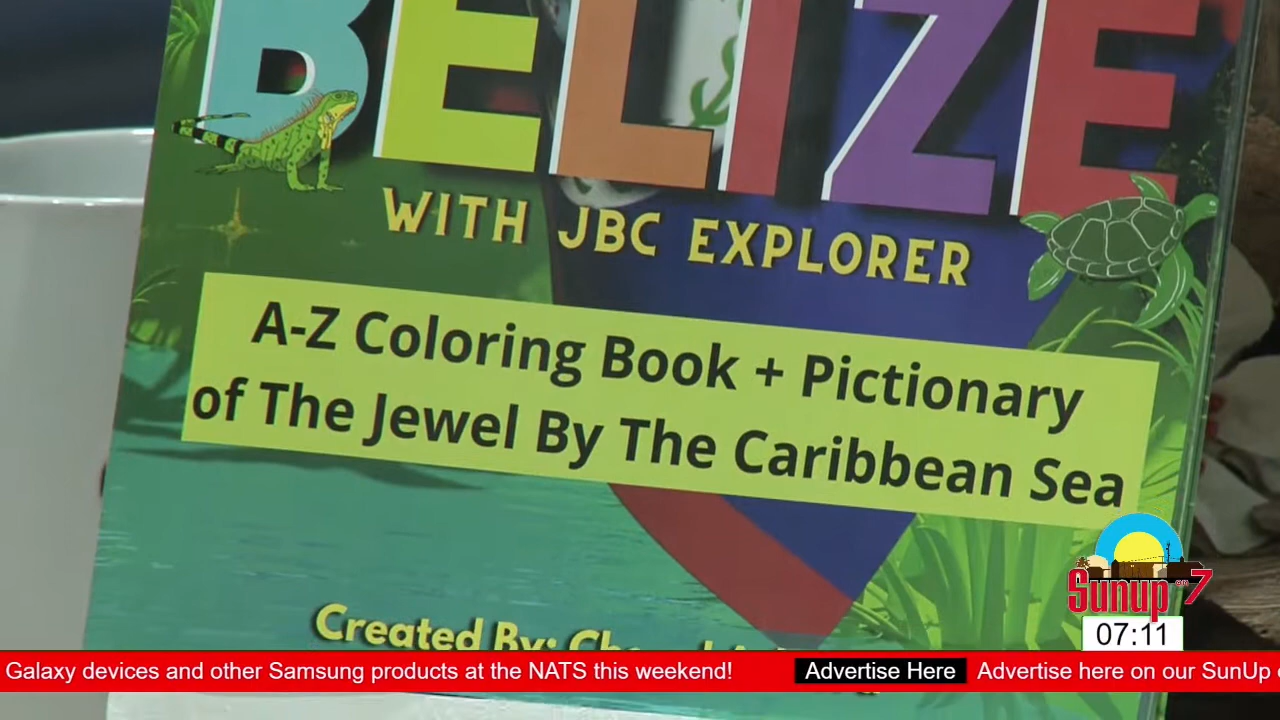 BELIZE
WITH JBC EXPLORER
A-Z Coloring Book + Pictionary
of The Jewel By The Caribbean Sea
Created By:
Sunup on 7
07:11
Galaxy devices and other Samsung products at the NATS this weekend! Advertise Here Advertise here on our SunUp